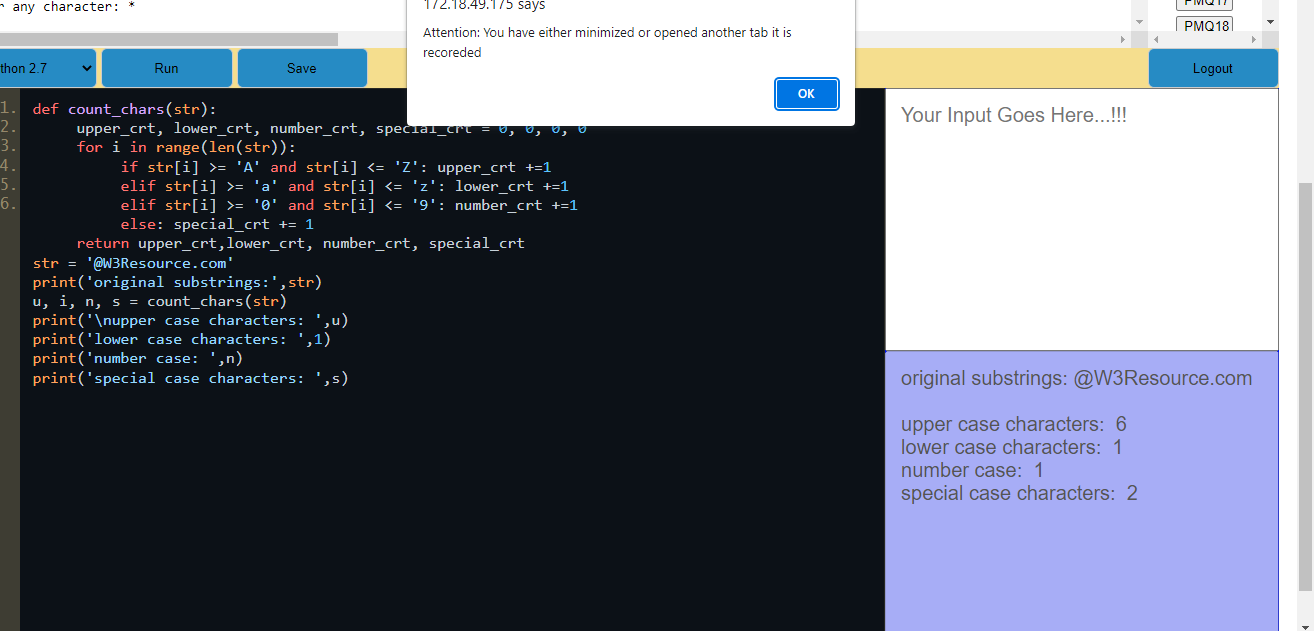 r any character: *
PMQ17
PMQ18
172.18.49.175 says
Attention: You have either minimized or opened another tab it is
recoreded
OK
thon 2.7
Run
Save
Logout
1. def count_chars(str):
2. upper_crt, lower_crt, number_crt, special_crt = 0, 0, 0, 0
3. for i in range(len(str)):
4. if str[i] >= 'A' and str[i] <= 'Z': upper_crt +=1
5. elif str[i] >= 'a' and str[i] <= 'z': lower_crt +=1
6. elif str[i] >= '0' and str[i] <= '9': number_crt +=1
else: special_crt += 1
return upper_crt,lower_crt, number_crt, special_crt
str = '@W3Resource.com'
print('original substrings:',str)
u, i, n, s = count_chars(str)
print('\nupper case characters: ',u)
print('lower case characters: ',1)
print('number case: ',n)
print('special case characters: ',s)
Your Input Goes Here...!!!
original substrings: @W3Resource.com
upper case characters:  6
lower case characters:  1
number case:  1
special case characters:  2